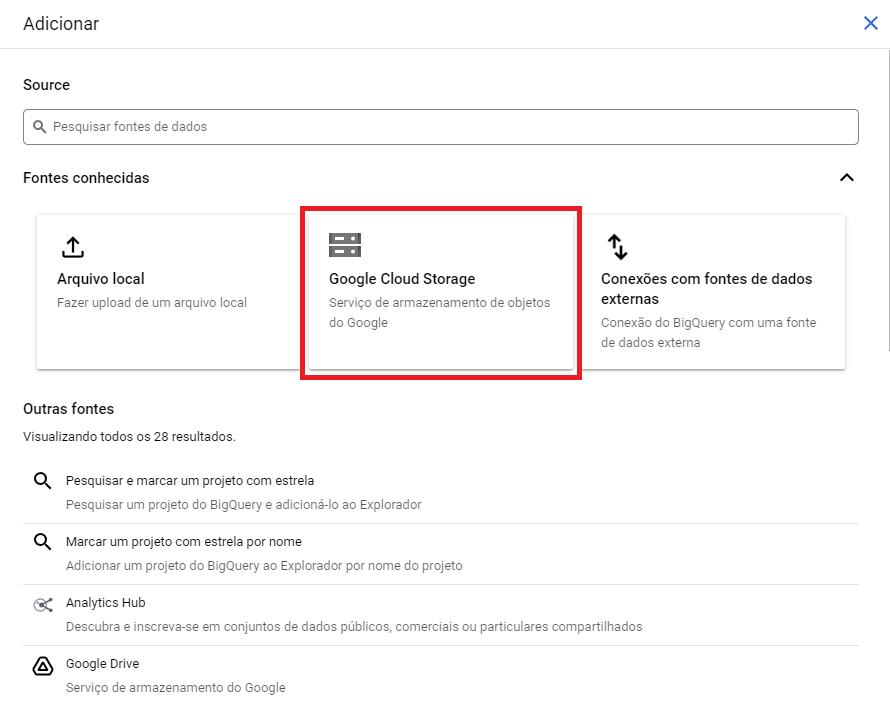 Adicionar
Source
Pesquisar fontes de dados
Fontes conhecidas
Arquivo local
Fazer upload de um arquivo local
Google Cloud Storage
Serviço de armazenamento de objetos
do Google
Conexões com fontes de dados
externas
Conexão do BigQuery com uma fonte
de dados externa
Outras fontes
Visualizando todos os 28 resultados.
Pesquisar e marcar um projeto com estrela
Pesquisar um projeto do BigQuery e adicioná-lo ao Explorador
Marcar um projeto com estrela por nome
Adicionar um projeto do BigQuery ao Explorador por nome do projeto
Analytics Hub
Descubra e inscreva-se em conjuntos de dados públicos, comerciais ou particulares compartilhados
Google Drive
Serviço de armazenamento do Google